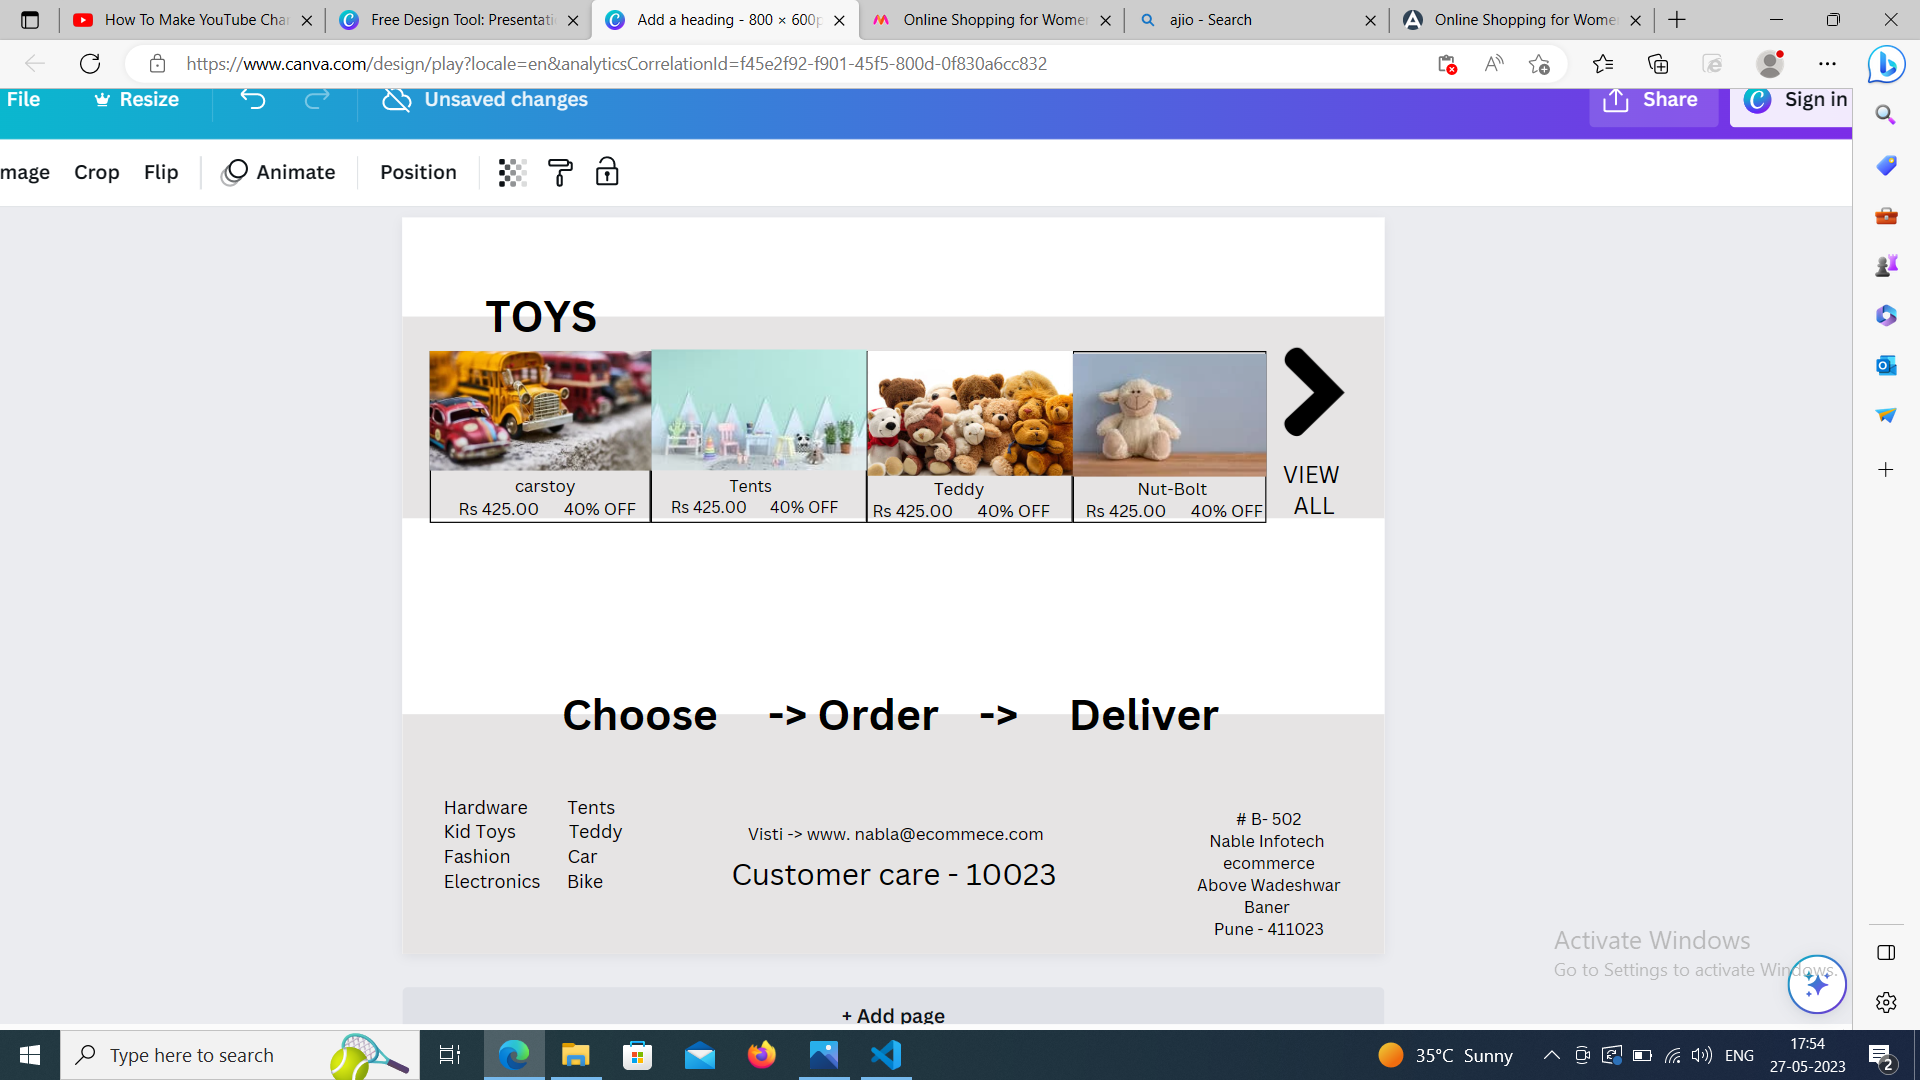 How To Make YouTube Chan
Free Design Tool: Presentatio
Add a heading - 800 × 600p
Online Shopping for Women
ajio - Search
Online Shopping for Women
https://www.canva.com/design/play?locale=en&analyticsCorrelationId=f45e2f92-f901-45f5-800d-0f830a6cc832
File
Resize
Unsaved changes
Share
Sign in
mage
Crop
Flip
Animate
Position
TOYS
carstoy
Rs 425.00 40% OFF
Tents
Rs 425.00 40% OFF
Teddy
Rs 425.00 40% OFF
Nut-Bolt
Rs 425.00 40% OFF
VIEW
ALL
Choose -> Order -> Deliver
Hardware Tents
Kid Toys Teddy
Fashion Car
Electronics Bike
Visti -> www. nabla@ecommece.com
Customer care - 10023
# B- 502
Nable Infotech
ecommerce
Above Wadeshwar
Baner
Pune - 411023
Activate Windows
Go to Settings to activate Windows.
+ Add page
Type here to search
35°C Sunny
ENG
17:54
27-05-2023
2